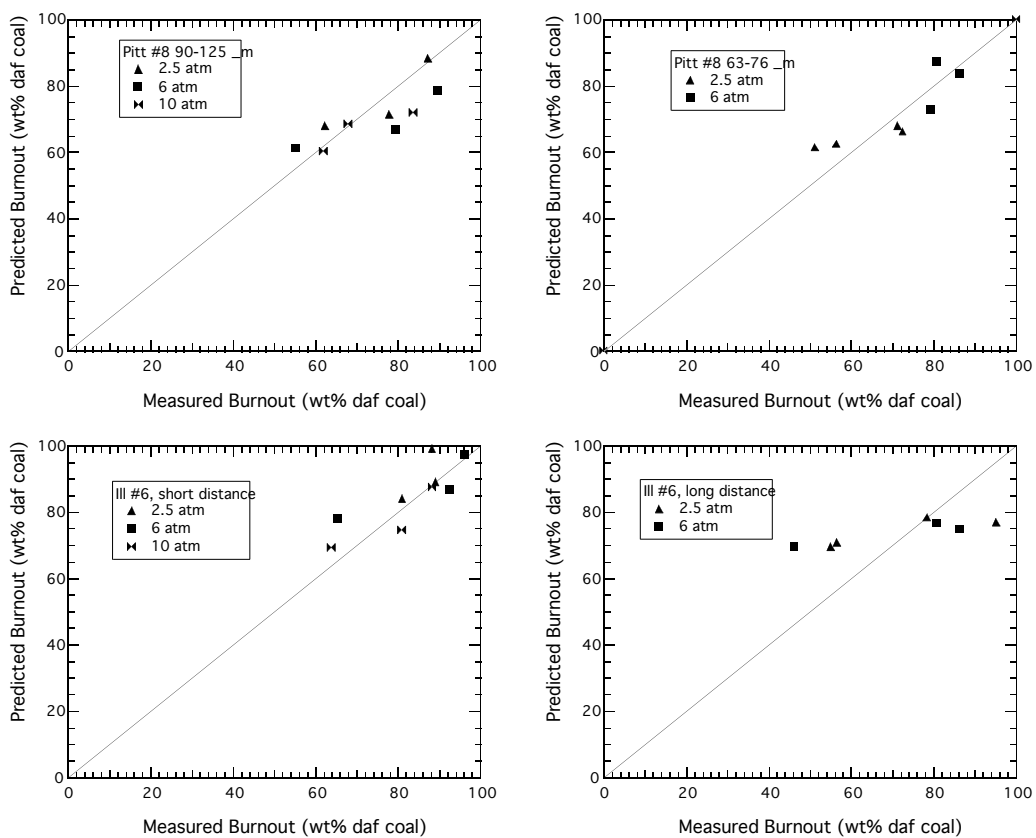 100
80
60
40
20
0
Predicted Burnout (wt% daf coal)
Pitt #8 90-125 _m
2.5 atm
6 atm
10 atm
0 20 40 60 80 100
Measured Burnout (wt% daf coal)
100
80
60
40
20
0
Predicted Burnout (wt% daf coal)
Pitt #8 63-76 _m
2.5 atm
6 atm
0 20 40 60 80 100
Measured Burnout (wt% daf coal)
100
80
60
40
20
0
Predicted Burnout (wt% daf coal)
Ill #6, short distance
2.5 atm
6 atm
10 atm
0 20 40 60 80 100
Measured Burnout (wt% daf coal)
100
80
60
40
20
0
Predicted Burnout (wt% daf coal)
Ill #6, long distance
2.5 atm
6 atm
0 20 40 60 80 100
Measured Burnout (wt% daf coal)